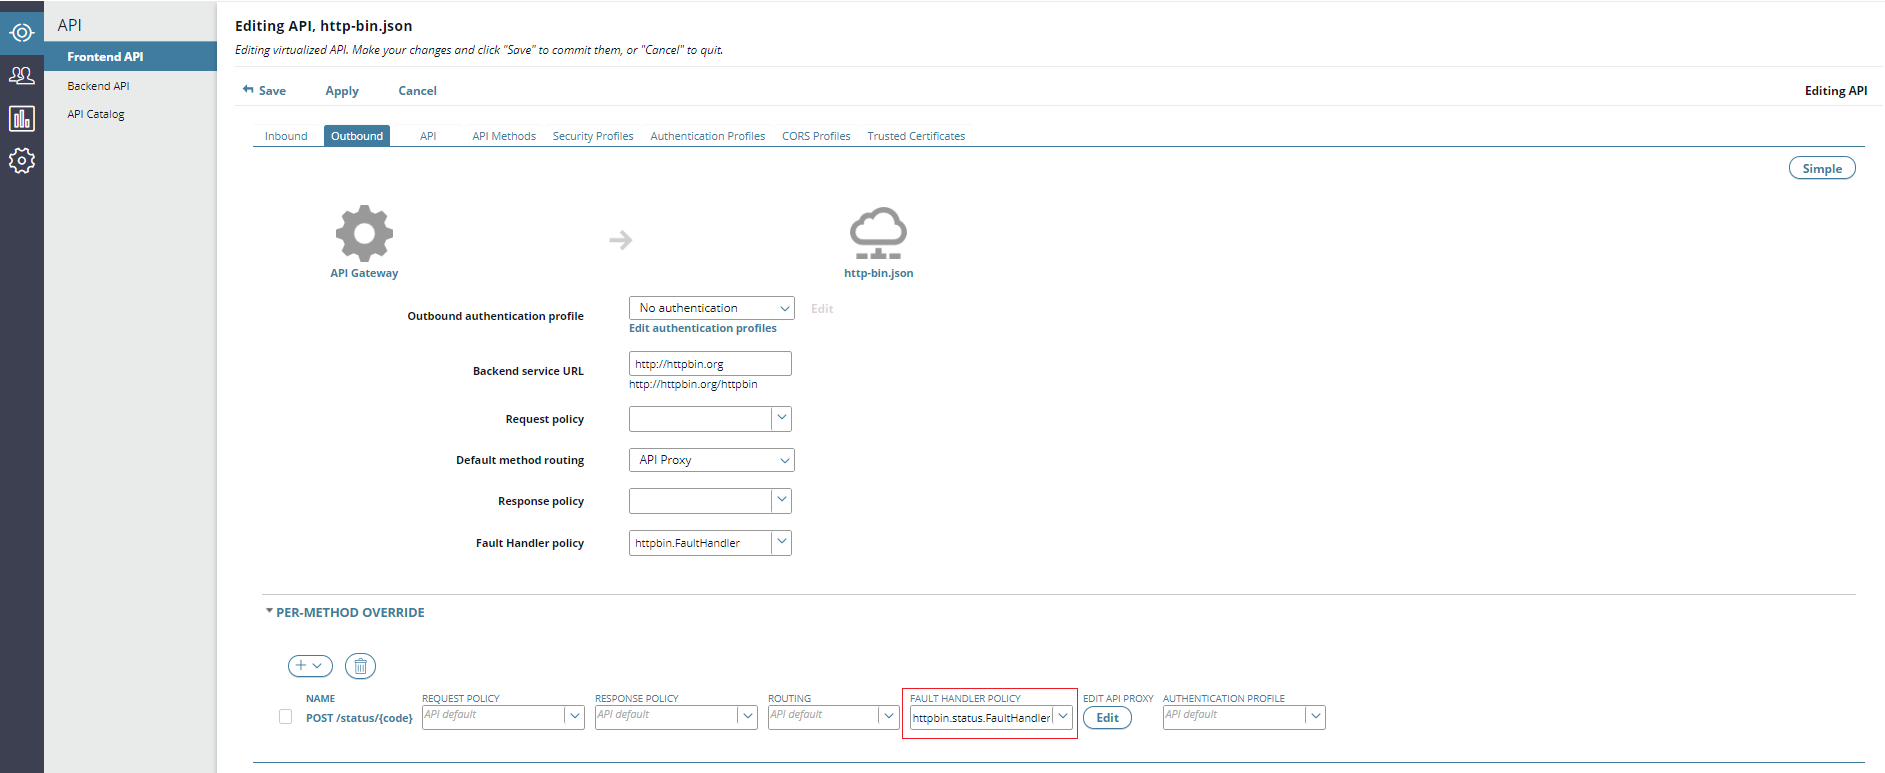 API
Frontend API
Backend API
API Catalog
Editing API, http-bin.json
Editing virtualized API. Make your changes and click "Save" to commit them, or "Cancel" to quit.
Save Apply Cancel Editing API
Inbound Outbound API API Methods Security Profiles Authentication Profiles CORS Profiles Trusted Certificates
Simple
API Gateway http-bin.json
Outbound authentication profile No authentication Edit
Edit authentication profiles
Backend service URL http://httpbin.org
http://httpbin.org/httpbin
Request policy
Default method routing API Proxy
Response policy
Fault Handler policy httpbin.FaultHandler
PER-METHOD OVERRIDE
NAME REQUEST POLICY RESPONSE POLICY ROUTING FAULT HANDLER POLICY EDIT API PROXY AUTHENTICATION PROFILE
POST /status/{code} API default API default API default httpbin.status.FaultHandler Edit API default